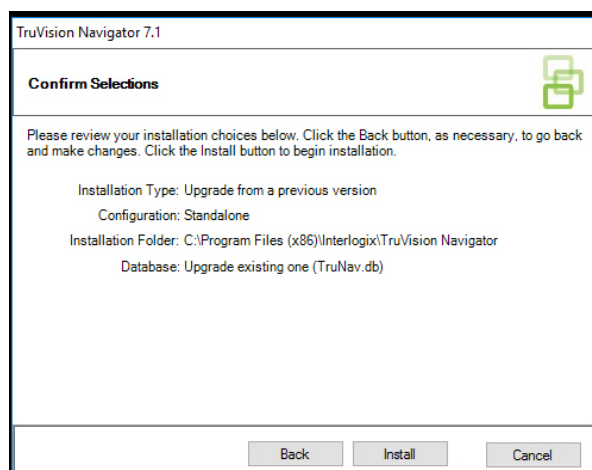 TruVision Navigator 7.1
Confirm Selections
Please review your installation choices below. Click the Back button, as necessary, to go back
and make changes. Click the Install button to begin installation.
Installation Type: Upgrade from a previous version
Configuration: Standalone
Installation Folder: C:\Program Files (x86)\Interlogix\TruVision Navigator
Database: Upgrade existing one (TruNav.db)
Back Install Cancel